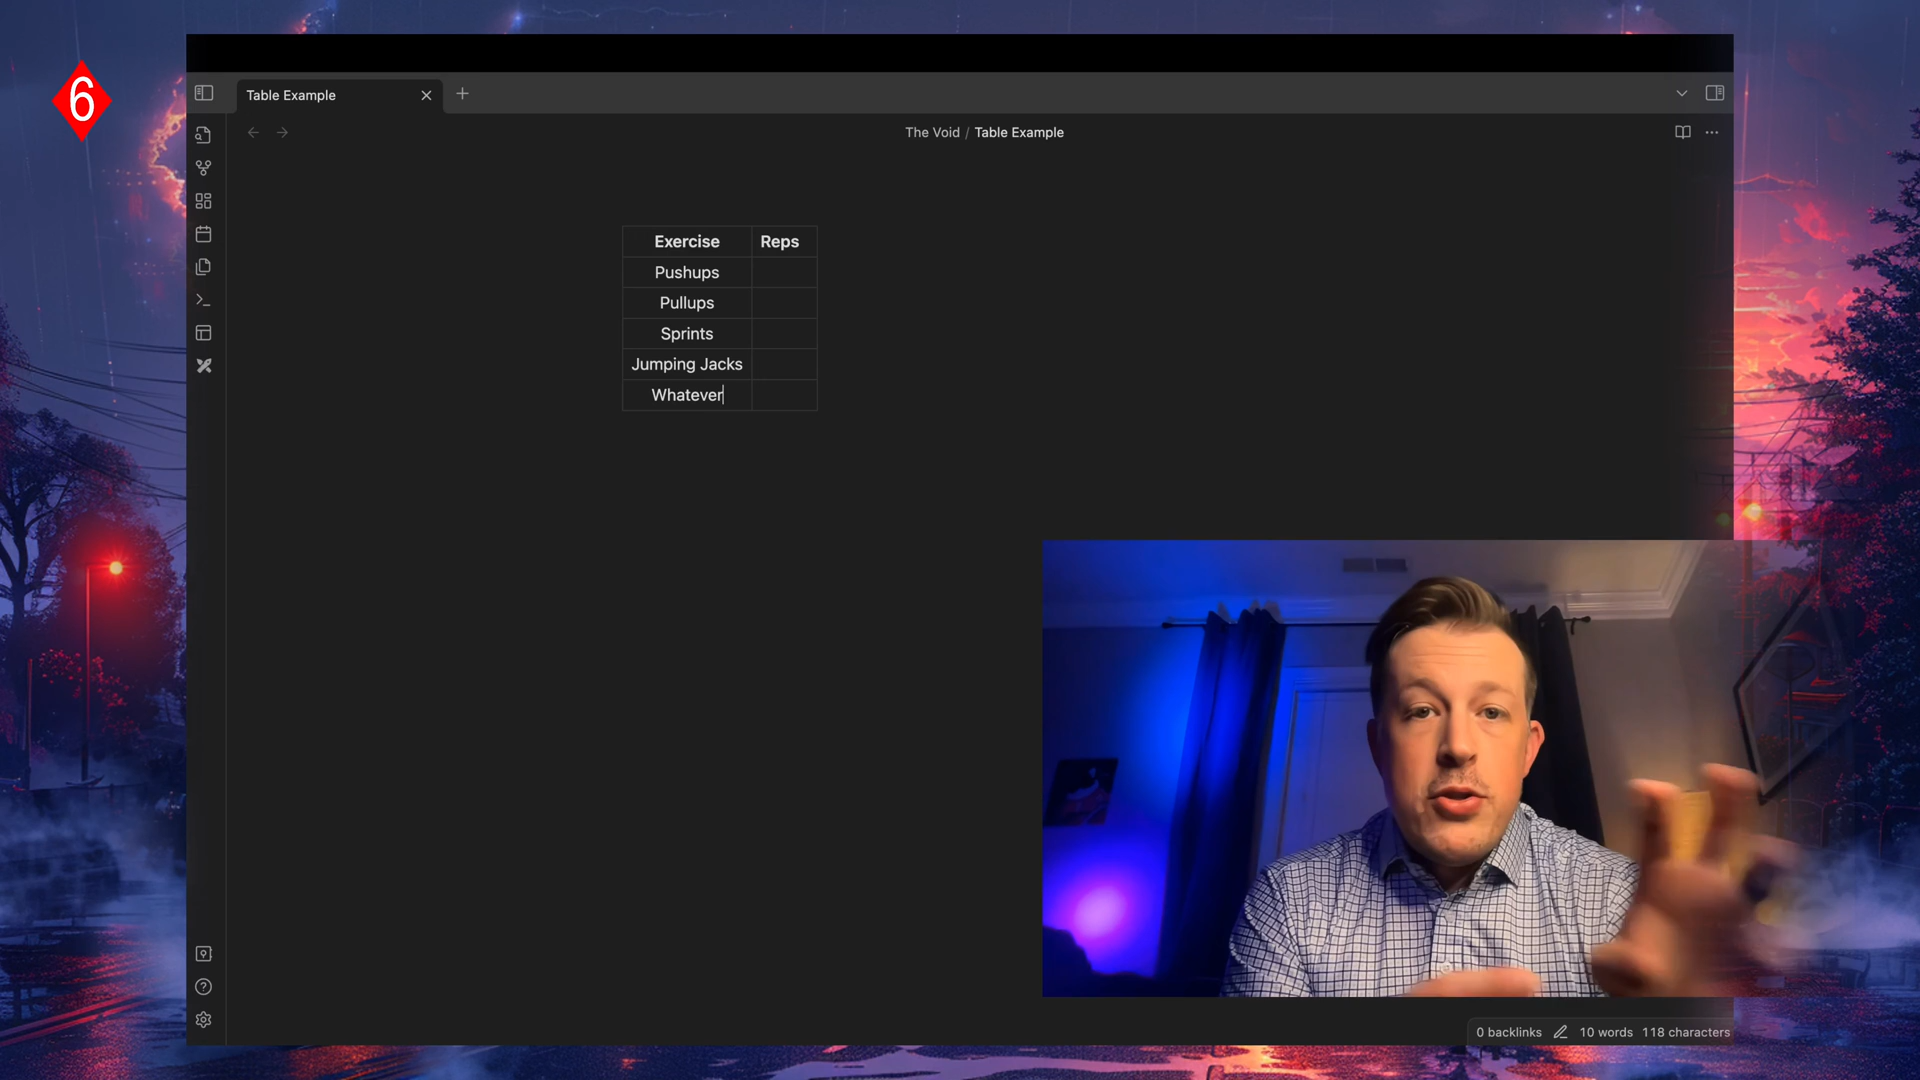 6
Table Example
The Void / Table Example
Exercise Reps
Pushups
Pullups
Sprints
Jumping Jacks
Whatever
0 backlinks 10 words 118 characters